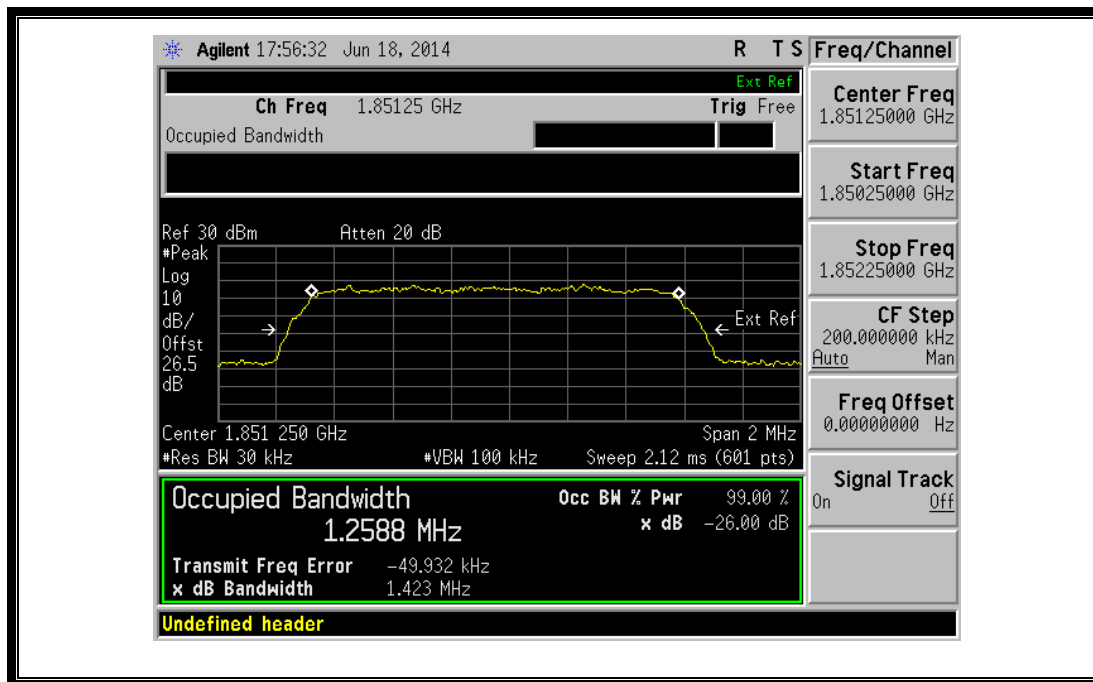 Agilent 17:56:32 Jun 18, 2014 R T S
Freq/Channel
Ext Ref
Ch Freq 1.85125 GHz Trig Free
Occupied Bandwidth
Center Freq
1.85125000 GHz
Start Freq
1.85025000 GHz
Stop Freq
1.85225000 GHz
CF Step
200.000000 kHz
Auto Man
Freq Offset
0.00000000 Hz
Signal Track
On Off
Ref 30 dBm Atten 20 dB
#Peak
Log
10
dB/
Offst
26.5
dB
Ext Ref
Center 1.851 250 GHz Span 2 MHz
#Res BW 30 kHz #VBW 100 kHz Sweep 2.12 ms (601 pts)
Occupied Bandwidth Occ BW % Pwr 99.00 %
1.2588 MHz x dB -26.00 dB
Transmit Freq Error -49.932 kHz
x dB Bandwidth 1.423 MHz
Undefined header